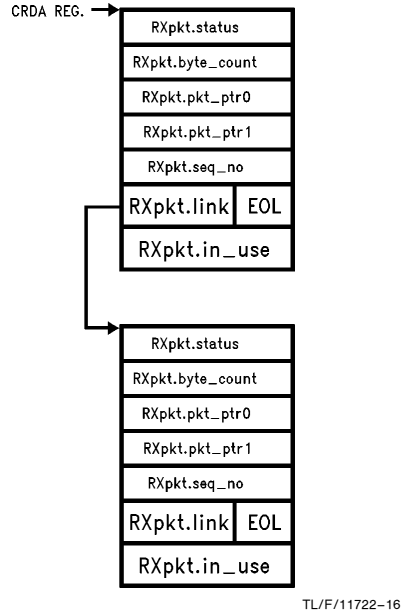 CRDA REG.
RXpkt.status
RXpkt.byte_count
RXpkt.pkt_ptr0
RXpkt.pkt_ptr1
RXpkt.seq_no
RXpkt.link EOL
RXpkt.in_use
RXpkt.status
RXpkt.byte_count
RXpkt.pkt_ptr0
RXpkt.pkt_ptr1
RXpkt.seq_no
RXpkt.link EOL
RXpkt.in_use
TL/F/11722–16